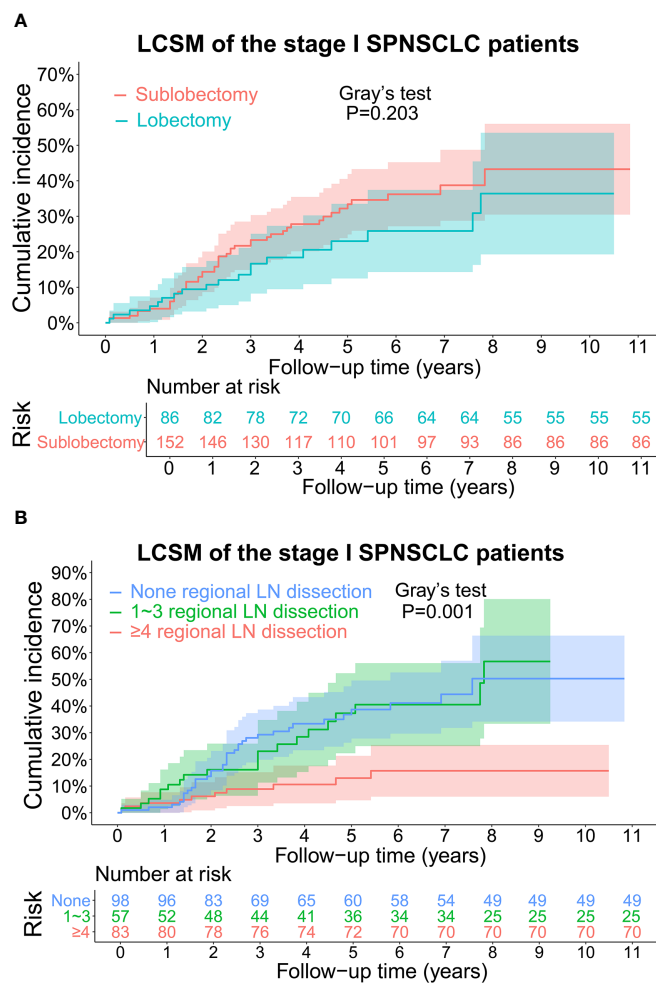 A
LCSM of the stage I SPNSCLC patients
70%
60%
50%
40%
30%
20%
10%
0%
Cumulative incidence
Sublobectomy
Lobectomy
Gray's test
P=0.203
0 1 2 3 4 5 6 7 8 9 10 11
Follow-up time (years)
Number at risk
Risk
Lobectomy 86 82 78 72 70 66 64 64 55 55 55 55
Sublobectomy 152 146 130 117 110 101 97 93 86 86 86 86
0 1 2 3 4 5 6 7 8 9 10 11
Follow-up time (years)
B
LCSM of the stage I SPNSCLC patients
90%
80%
70%
60%
50%
40%
30%
20%
10%
0%
Cumulative incidence
None regional LN dissection
1~3 regional LN dissection
≥4 regional LN dissection
Gray's test
P=0.001
0 1 2 3 4 5 6 7 8 9 10 11
Follow-up time (years)
Number at risk
Risk
None 98 96 83 69 65 60 58 54 49 49 49 49
1~3 57 52 48 44 41 36 34 34 25 25 25 25
≥4 83 80 78 76 74 72 70 70 70 70 70 70
0 1 2 3 4 5 6 7 8 9 10 11
Follow-up time (years)